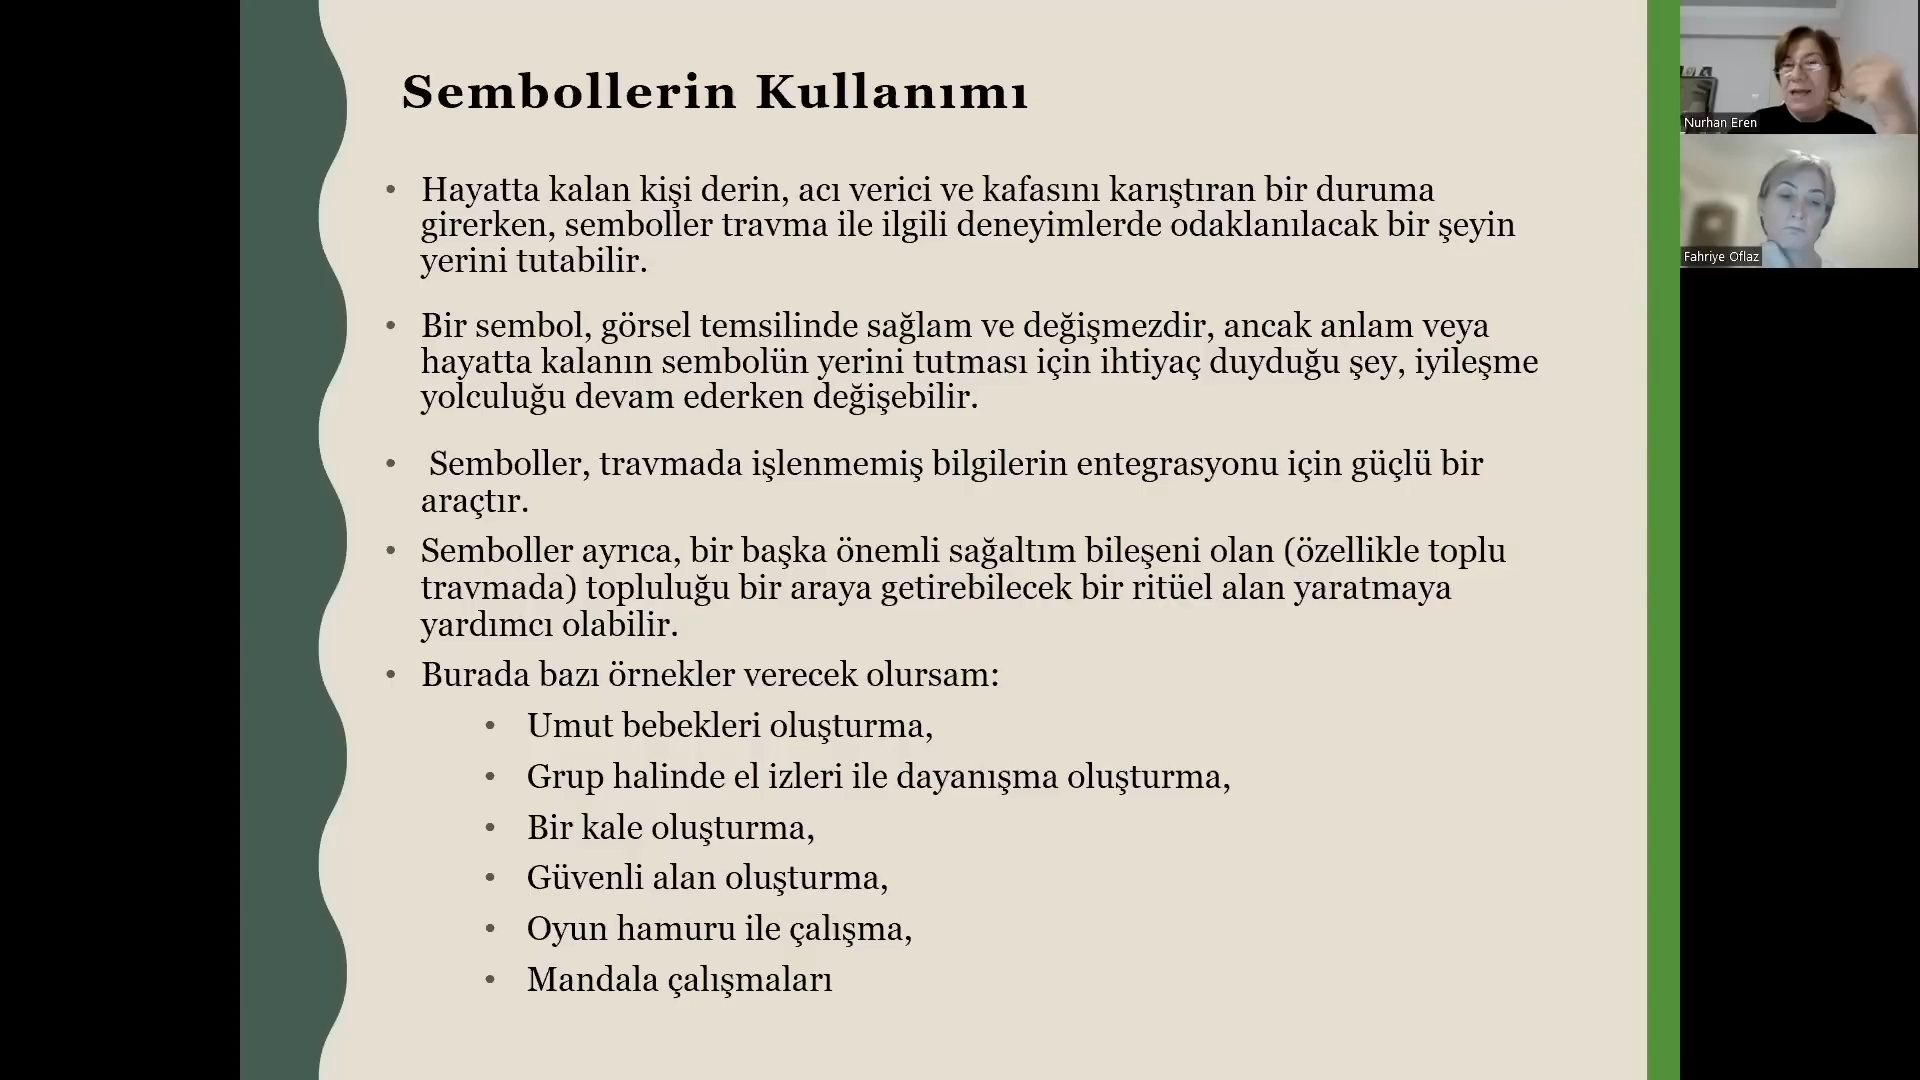 Sembollerin Kullanımı
• Hayatta kalan kişi derin, acı verici ve kafasını karıştıran bir duruma
girerken, semboller travma ile ilgili deneyimlerde odaklanılacak bir şeyin
yerini tutabilir.
• Bir sembol, görsel temsilinde sağlam ve değişmezdir, ancak anlam veya
hayatta kalanın sembolün yerini tutması için ihtiyaç duyduğu şey, iyileşme
yolculuğu devam ederken değişebilir.
• Semboller, travmada işlenmemiş bilgilerin entegrasyonu için güçlü bir
araçtır.
• Semboller ayrıca, bir başka önemli sağaltım bileşeni olan (özellikle toplu
travmada) topluluğu bir araya getirebilecek bir ritüel alan yaratmaya
yardımcı olabilir.
• Burada bazı örnekler verecek olursam:
• Umut bebekleri oluşturma,
• Grup halinde el izleri ile dayanışma oluşturma,
• Bir kale oluşturma,
• Güvenli alan oluşturma,
• Oyun hamuru ile çalışma,
• Mandala çalışmaları
Nurhan Eren
Fahriye Oflaz